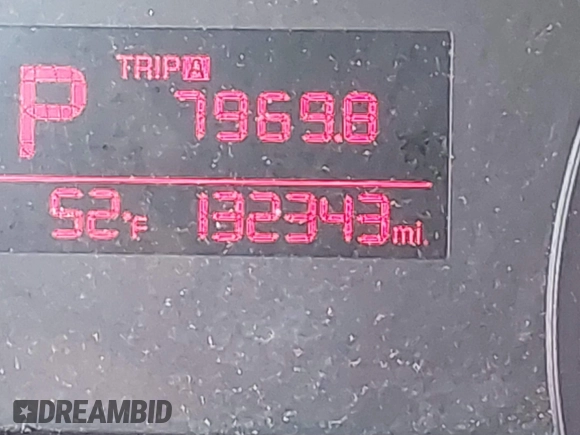 TRIP A
P 7969.8
52°F 132343 mi.
DREAMBID